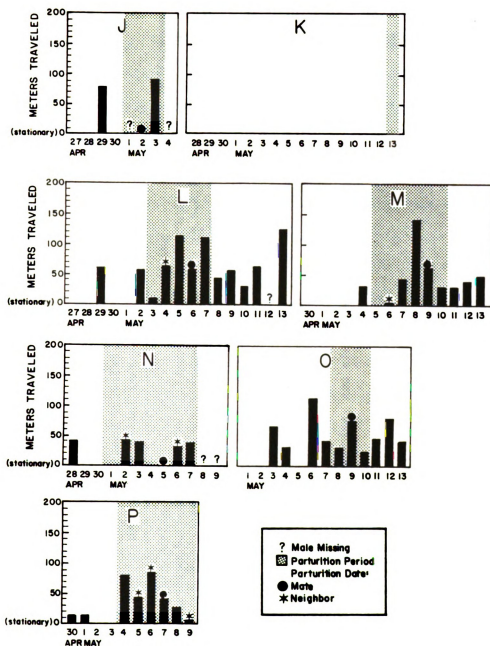 J K
METERS TRAVELED
200
150
100
50
(stationary) 0
? ?
27 28 29 30 1 2 3 4
APR MAY
28 29 30 1 2 3 4 5 6 7 8 9 10 11 12 13
APR MAY
L M
METERS TRAVELED
200
150
100
50
(stationary) 0
* ? *
27 28 29 30 1 2 3 4 5 6 7 8 9 10 11 12 13
APR MAY
30 1 2 3 4 5 6 7 8 9 10 11 12 13
APR MAY
N O
METERS TRAVELED
200
150
100
50
(stationary) 0
* * ? ?
28 29 30 1 2 3 4 5 6 7 8 9
APR MAY
1 2 3 4 5 6 7 8 9 10 11 12 13
MAY
P
200
150
100
50
(stationary) 0
* * *
30 1 2 3 4 5 6 7 8 9
APR MAY
? Male Missing
Parturition Period
Parturition Date:
● Mate
* Neighbor